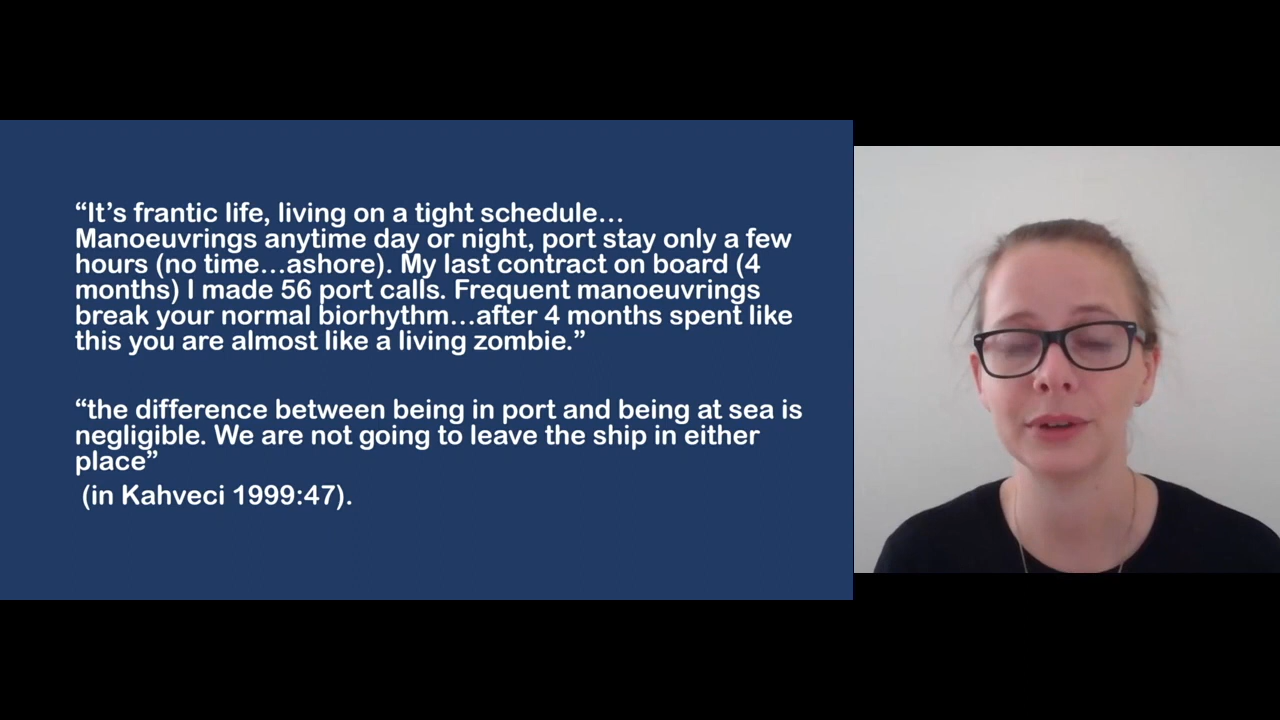 “It’s frantic life, living on a tight schedule…
Manoeuvrings anytime day or night, port stay only a few
hours (no time…ashore). My last contract on board (4
months) I made 56 port calls. Frequent manoeuvrings
break your normal biorhythm…after 4 months spent like
this you are almost like a living zombie.”
“the difference between being in port and being at sea is
negligible. We are not going to leave the ship in either
place”
(in Kahveci 1999:47).